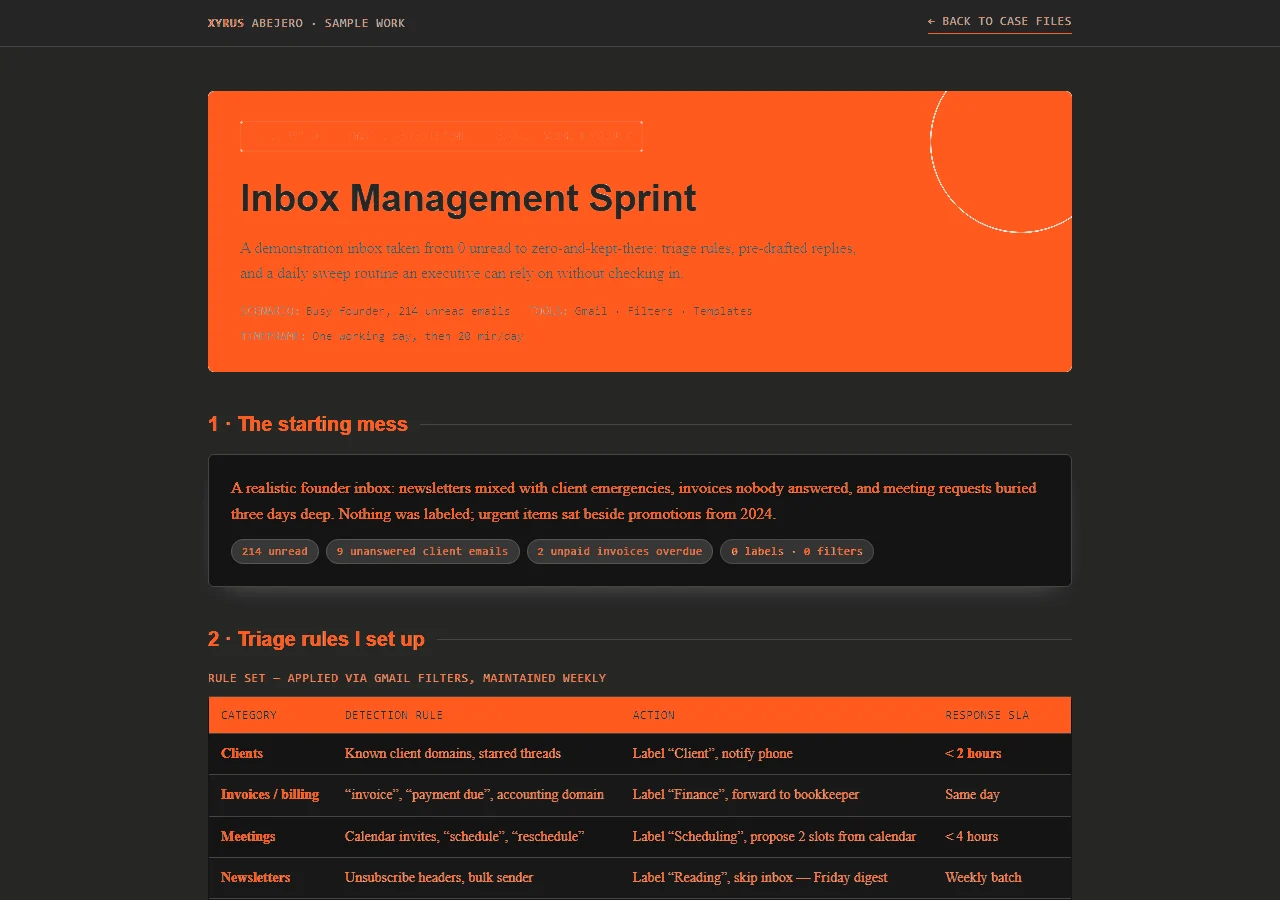 XYRUS ABEJERO · SAMPLE WORK
← BACK TO CASE FILES
Inbox Management Sprint
A demonstration inbox taken from 0 unread to zero-and-kept-there: triage rules, pre-drafted replies,
and a daily sweep routine an executive can rely on without checking in.
Busy founder, 214 unread emails TOOLS: Gmail · Filters · Templates
TIMEFRAME: One working day, then 20 min/day
1 · The starting mess
A realistic founder inbox: newsletters mixed with client emergencies, invoices nobody answered, and meeting requests buried
three days deep. Nothing was labeled; urgent items sat beside promotions from 2024.
214 unread 9 unanswered client emails 2 unpaid invoices overdue 0 labels · 0 filters
2 · Triage rules I set up
RULE SET — APPLIED VIA GMAIL FILTERS, MAINTAINED WEEKLY
CATEGORY DETECTION RULE ACTION RESPONSE SLA
Clients Known client domains, starred threads Label “Client”, notify phone < 2 hours
Invoices / billing “invoice”, “payment due”, accounting domain Label “Finance”, forward to bookkeeper Same day
Meetings Calendar invites, “schedule”, “reschedule” Label “Scheduling”, propose 2 slots from calendar < 4 hours
Newsletters Unsubscribe headers, bulk sender Label “Reading”, skip inbox — Friday digest Weekly batch